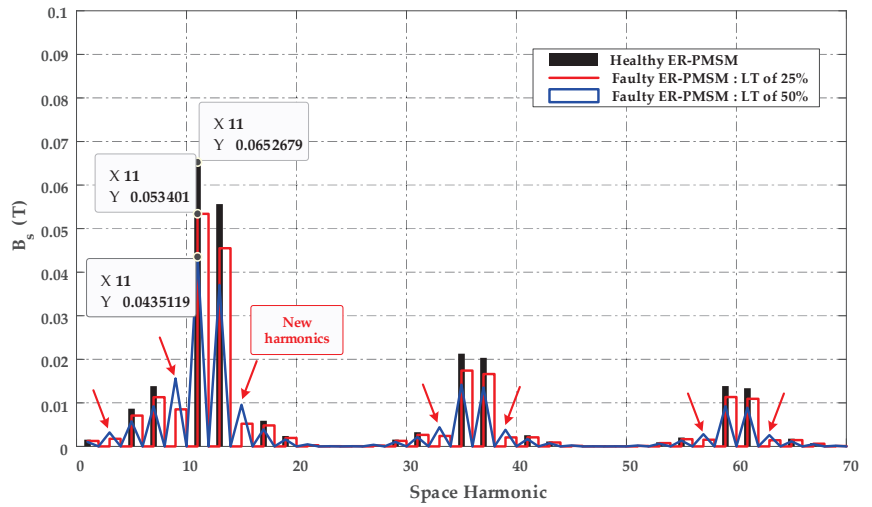 0.1
0.09
0.08
0.07
0.06
0.05
0.04
0.03
0.02
0.01
0
B_s (T)
Healthy ER-PMSM
Faulty ER-PMSM : LT of 25%
Faulty ER-PMSM : LT of 50%
X 11
Y 0.0652679
X 11
Y 0.053401
X 11
Y 0.0435119
New
harmonics
0 10 20 30 40 50 60 70
Space Harmonic